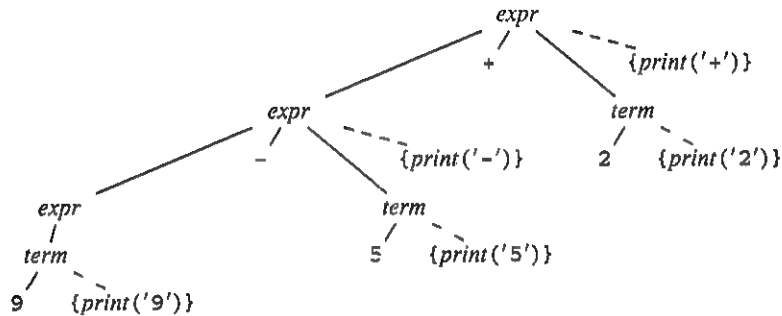 expr
+ {print('+')}
expr term
- {print('-')} 2 {print('2')}
expr term
term 5 {print('5')}
9 {print('9')}